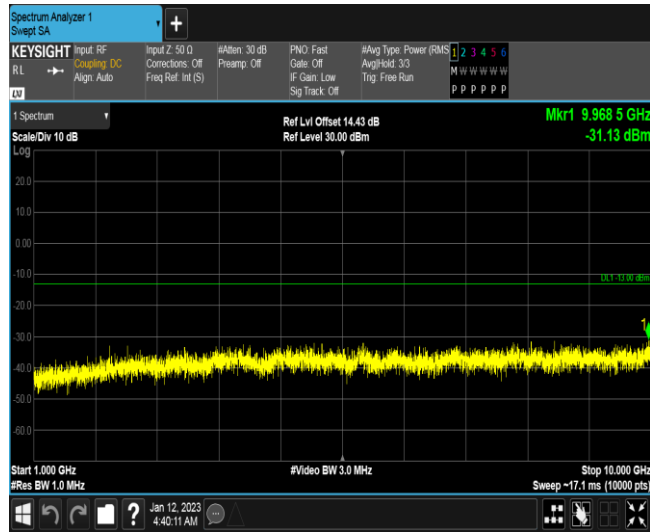 Spectrum Analyzer 1
Swept SA
+
KEYSIGHT
RL
LXI
Input: RF
Coupling: DC
Align: Auto
Input Z: 50 Ω
Corrections: Off
Freq Ref: Int (S)
#Atten: 30 dB
Preamp: Off
PNO: Fast
Gate: Off
IF Gain: Low
Sig Track: Off
#Avg Type: Power (RMS
Avg|Hold: 3/3
Trig: Free Run
1 2 3 4 5 6
M W W W W W
P P P P P P
1 Spectrum
Scale/Div 10 dB
Ref Lvl Offset 14.43 dB
Ref Level 30.00 dBm
Mkr1 9.968 5 GHz
-31.13 dBm
Log
20.0
10.0
0.00
-10.0
DL1 -13.00 dBm
-20.0
1
-30.0
-40.0
-50.0
-60.0
Start 1.000 GHz
#Video BW 3.0 MHz
Stop 10.000 GHz
#Res BW 1.0 MHz
Sweep ~17.1 ms (10000 pts)
?
Jan 12, 2023
4:40:11 AM